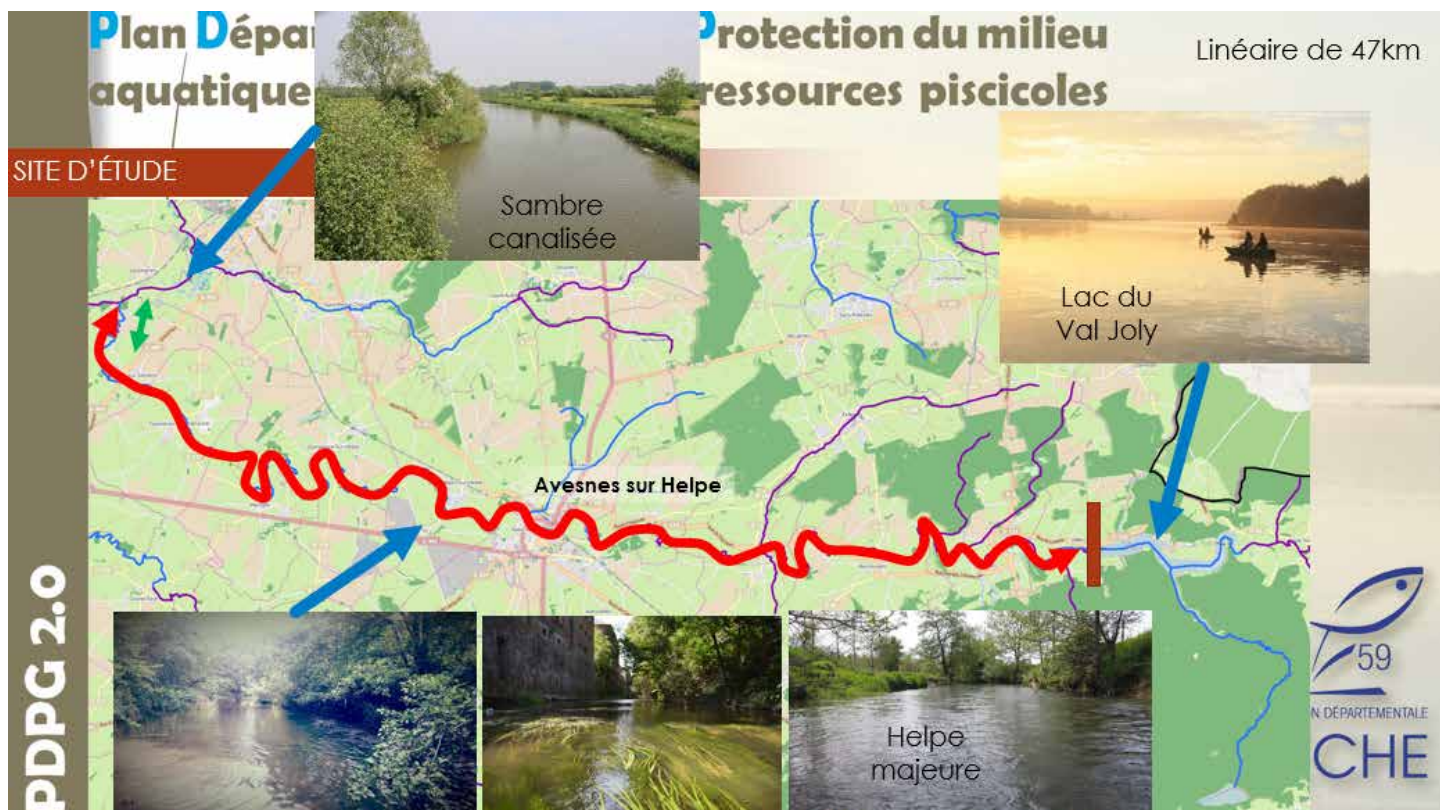 Plan Dépa
Protection du milieu
aquatique
ressources piscicoles
Linéaire de 47km
SITE D'ÉTUDE
Sambre
canalisée
Lac du
Val Joly
Avesnes sur Helpe
Helpe
majeure
PDPG 2.0
59
N DÉPARTEMENTALE
CHE